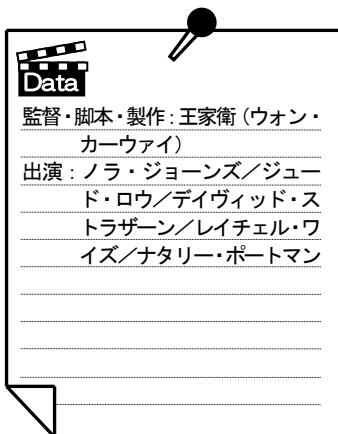 Data
監督・脚本・製作：王家衛（ウォン・
カーウァイ）
出演：ノラ・ジョーンズ／ジュー
ド・ロウ／デイヴィッド・ス
トラザーン／レイチェル・ワ
イズ／ナタリー・ポートマン